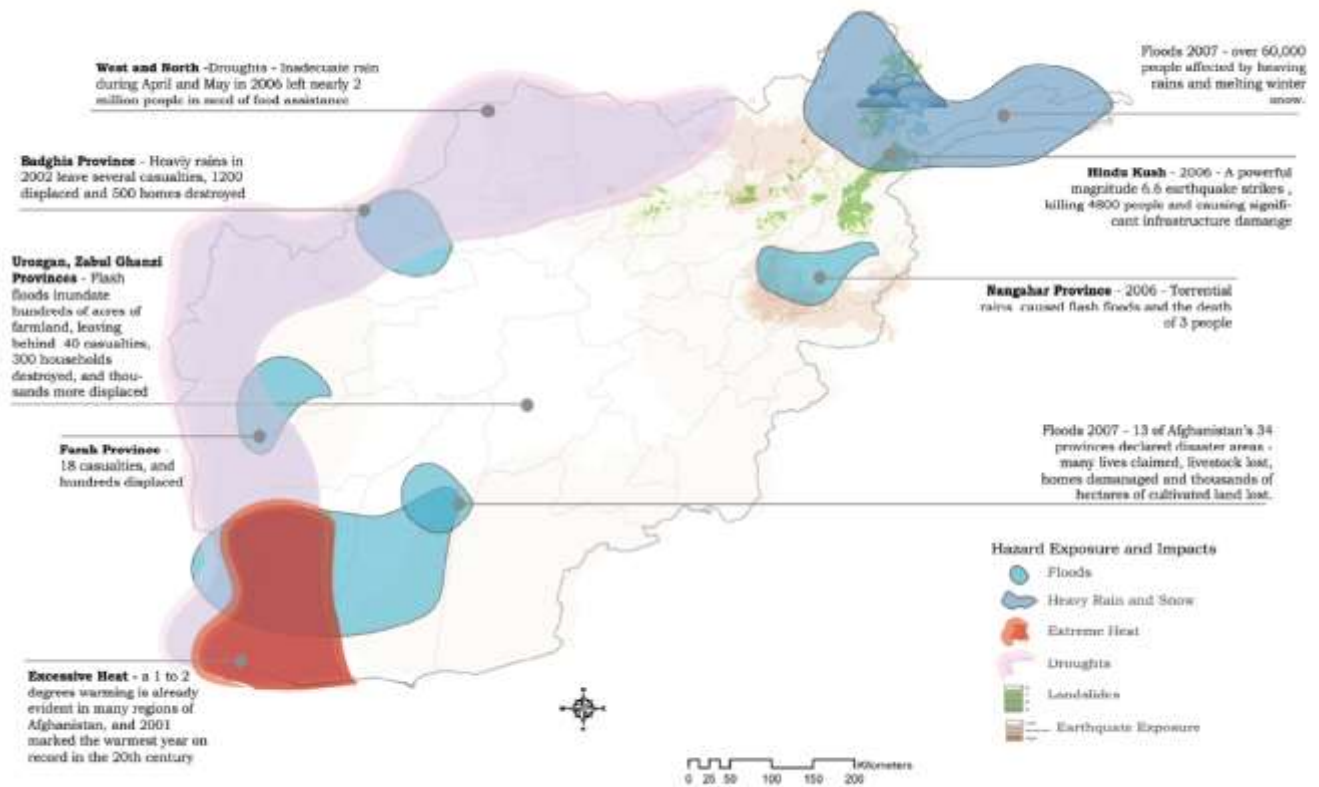 West and North -Droughts - Inadecuate rain
during April and May in 2006 left nearly 2
million people in need of food assistance
Badghis Province - Heaviy rains in
2002 leave several casualties, 1200
displaced and 500 homes destroyed
Urozgan, Zabul Ghanzi
Provinces - Flash
floods inundate
hundreds of acres of
farmland, leaving
behind 40 casualties,
300 households
destroyed, and thou-
sands more displaced
Farah Province -
18 casualties, and
hundreds displaced
Excessive Heat - a 1 to 2
degrees warming is already
evident in many regions of
Afghanistan, and 2001
marked the warmest year on
record in the 20th century
Floods 2007 - over 60,000
people affected by heaving
rains and melting winter
snow.
Hindu Kush - 2006 - A powerful
magnitude 6.6 earthquake strikes ,
killing 4800 people and causing signifi-
cant infrastructure damange
Nangahar Province - 2006 - Torrential
rains caused flash floods and the death
of 3 people
Floods 2007 - 13 of Afghanistan's 34
provinces declared disaster areas -
many lives claimed, livestock lost,
homes damanaged and thousands of
hectares of cultivated land lost.
Hazard Exposure and Impacts
Floods
Heavy Rain and Snow
Extreme Heat
Droughts
Landslides
Earthquate Exposure
Kilometers
0 25 50 100 150 200